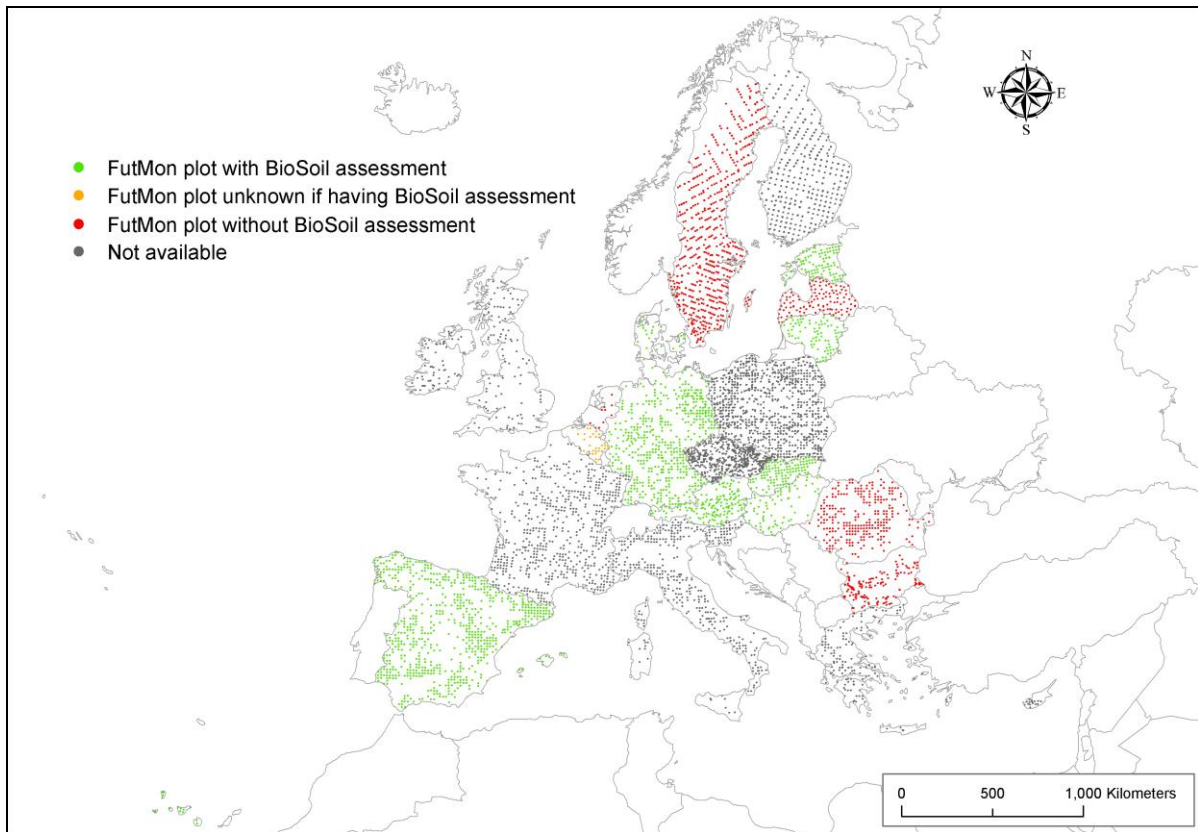 N
W E
S
FutMon plot with BioSoil assessment
FutMon plot unknown if having BioSoil assessment
FutMon plot without BioSoil assessment
Not available
0 500 1,000 Kilometers